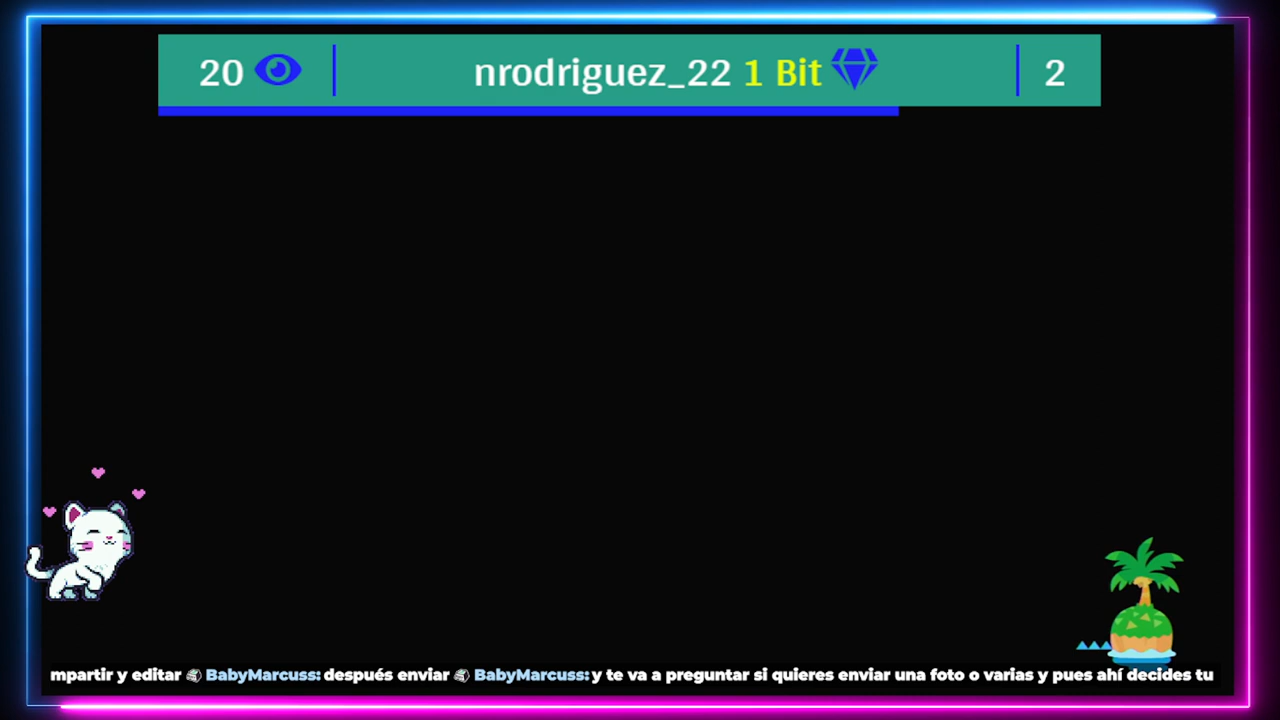 20 nrodriguez_22 1 Bit 2
mpartir y editar BabyMarcuss: después enviar BabyMarcuss: y te va a preguntar si quieres enviar una foto o varias y pues ahí decides tu